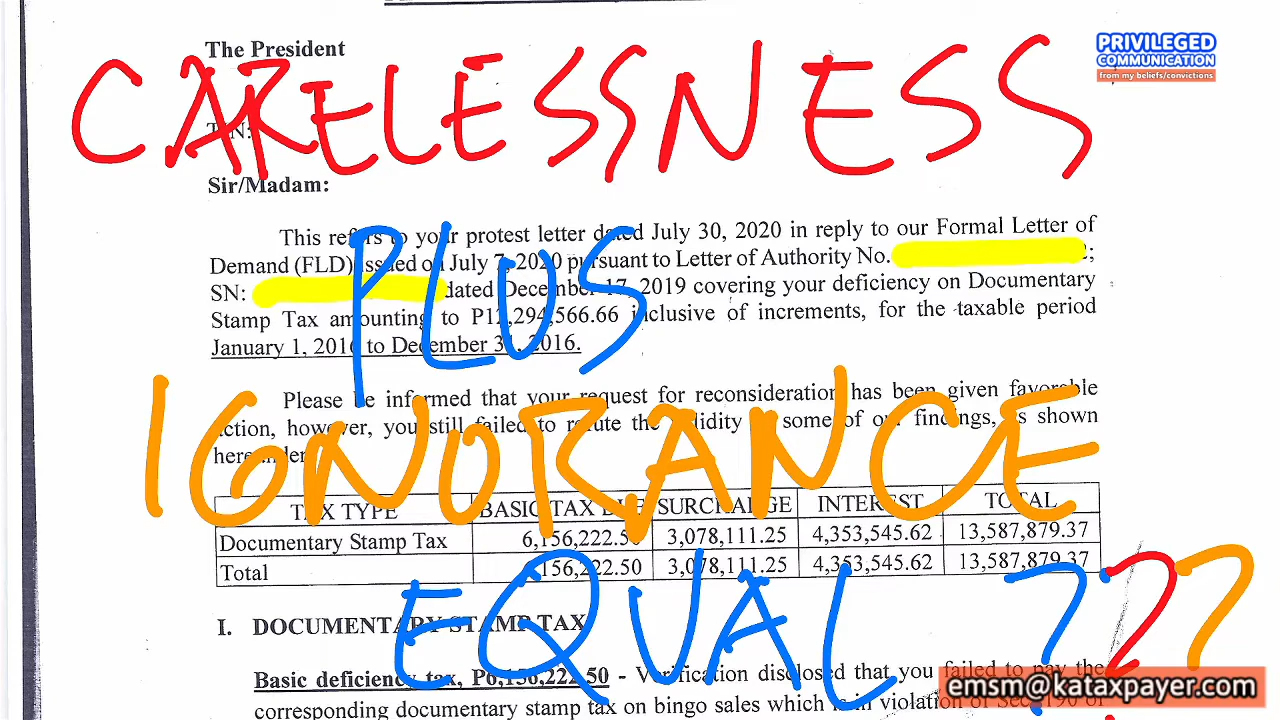 The President
PRIVILEGED
COMMUNICATION
from my beliefs/convictions
CARELESSNESS
TIN:
Sir/Madam:
This refers to your protest letter dated July 30, 2020 in reply to our Formal Letter of
Demand (FLD) issued on July 7, 2020 pursuant to Letter of Authority No. 2;
SN: dated December 17, 2019 covering your deficiency on Documentary
Stamp Tax amounting to P12,294,566.66 inclusive of increments, for the taxable period
January 1, 2016 to December 31, 2016.
PLUS
Please be informed that your request for reconsideration has been given favorable
action, however, you still failed to refute the validity of some of our findings, as shown
hereunder
IGNORANCE
TAX TYPE BASIC TAX DUE SURCHARGE INTEREST TOTAL
Documentary Stamp Tax 6,156,222.50 3,078,111.25 4,353,545.62 13,587,879.37
Total 6,156,222.50 3,078,111.25 4,353,545.62 13,587,879.37
EQUAL ???
I. DOCUMENTARY STAMP TAX
Basic deficiency tax, P6,156,222.50 - Verification disclosed that you failed to pay the
corresponding documentary stamp tax on bingo sales which is in violation of Sec. 190 of
emsm@kataxpayer.com